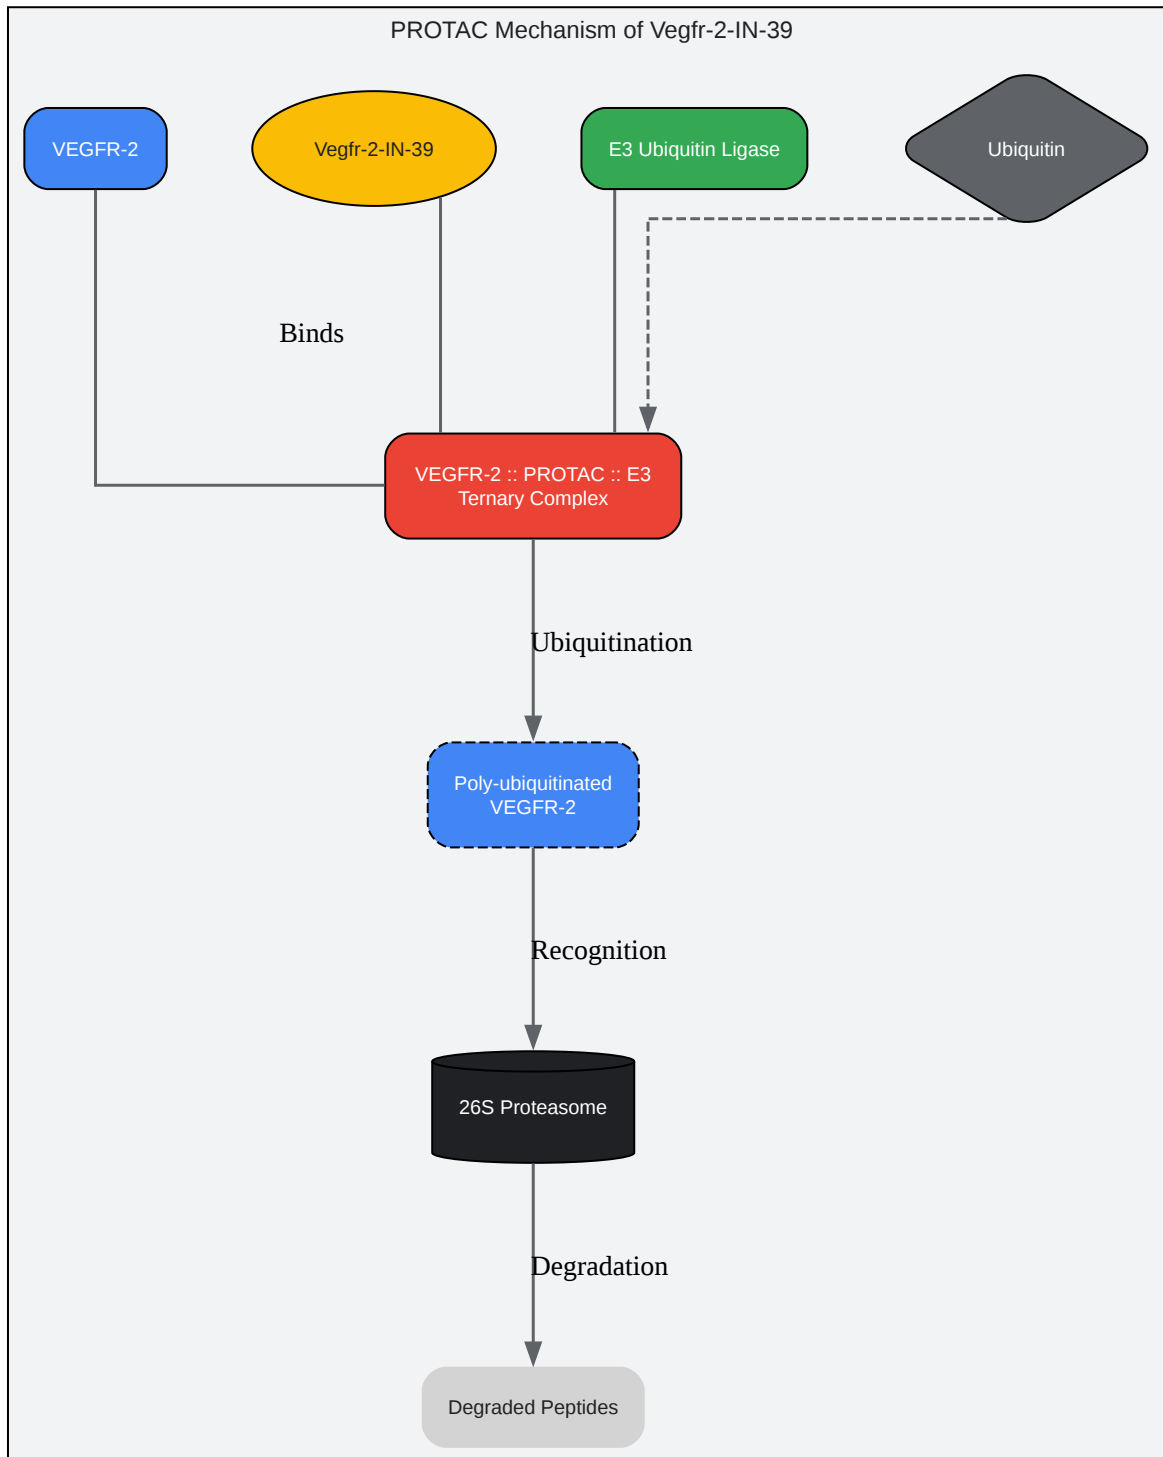 PROTAC Mechanism of Vegfr-2-IN-39
VEGFR-2
Vegfr-2-IN-39
E3 Ubiquitin Ligase
Ubiquitin
Binds
VEGFR-2 :: PROTAC :: E3
Ternary Complex
Ubiquitination
Poly-ubiquitinated
VEGFR-2
Recognition
26S Proteasome
Degradation
Degraded Peptides